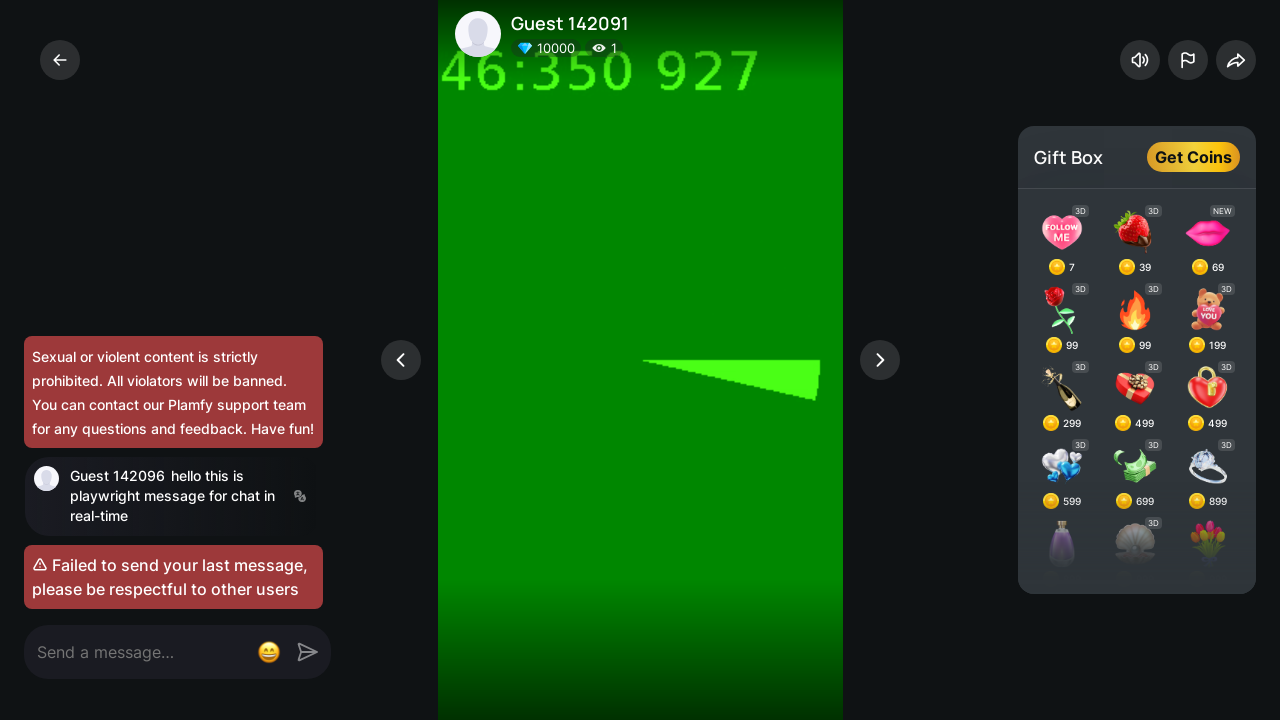 Guest 142091
10000 1
46:350 927
Gift Box
Get Coins
3D 3D NEW
FOLLOW
ME
7 39 69
3D 3D 3D
LOVE
YOU
99 99 199
3D 3D 3D
299 499 499
3D 3D 3D
599 699 899
3D
Sexual or violent content is strictly
prohibited. All violators will be banned.
You can contact our Plamfy support team
for any questions and feedback. Have fun!
Guest 142096 hello this is
playwright message for chat in
real-time
Failed to send your last message,
please be respectful to other users
Send a message...